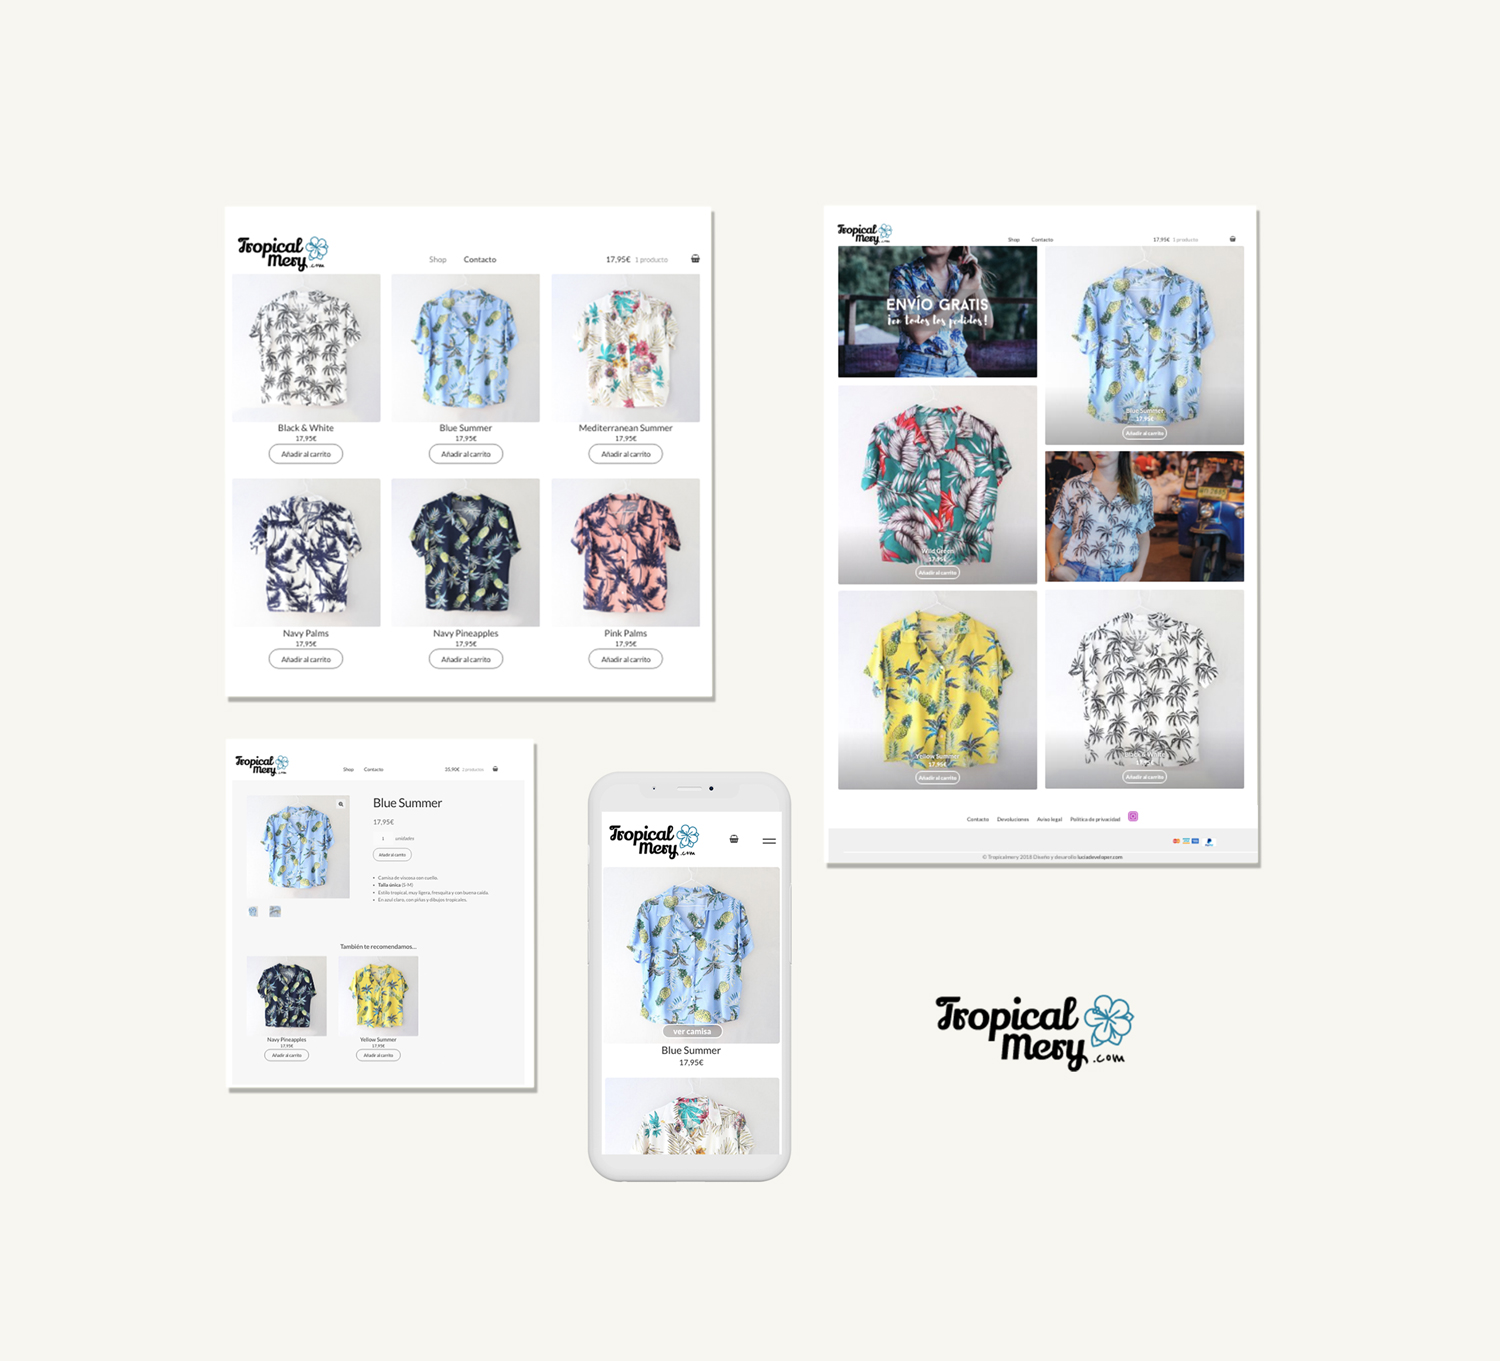 Tropical
Mery.com
Shop Contacto
17,95€ 1 producto
Black & White
17,95€
Añadir al carrito
Blue Summer
17,95€
Añadir al carrito
Mediterranean Summer
17,95€
Añadir al carrito
Navy Palms
17,95€
Añadir al carrito
Navy Pineapples
17,95€
Añadir al carrito
Pink Palms
17,95€
Añadir al carrito
Tropical
Mery.com
Shop Contacto
17,95€ 1 producto
ENVÍO GRATIS
¡en todos los pedidos!
Blue Summer
17,95€
Añadir al carrito
Wild Green
17,95€
Añadir al carrito
Yellow Summer
17,95€
Añadir al carrito
Añadir al carrito
Contacto Devoluciones Aviso legal Política de privacidad
© Tropicalmery 2018 Diseño y desarrollo luciadeveloper.com
Tropical
Mery.com
Shop Contacto
35,90€ 2 productos
Blue Summer
17,95€
unidades
Añadir al carrito
• Camisa de viscosa con cuello.
• Talla única (S-M)
• Estilo tropical, muy ligera, fresquita y con buena caída.
• En azul claro, con piñas y dibujos tropicales.
También te recomendamos...
Navy Pineapples
17,95€
Añadir al carrito
Yellow Summer
17,95€
Añadir al carrito
Tropical
Mery.com
ver camisa
Blue Summer
17,95€
Tropical
Mery.com